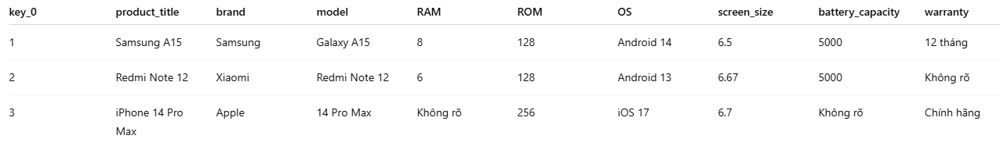 key_0 product_title brand model RAM ROM OS screen_size battery_capacity warranty
1 Samsung A15 Samsung Galaxy A15 8 128 Android 14 6.5 5000 12 tháng
2 Redmi Note 12 Xiaomi Redmi Note 12 6 128 Android 13 6.67 5000 Không rõ
3 iPhone 14 Pro Apple 14 Pro Max Không rõ 256 iOS 17 6.7 Không rõ Chính hãng
Max